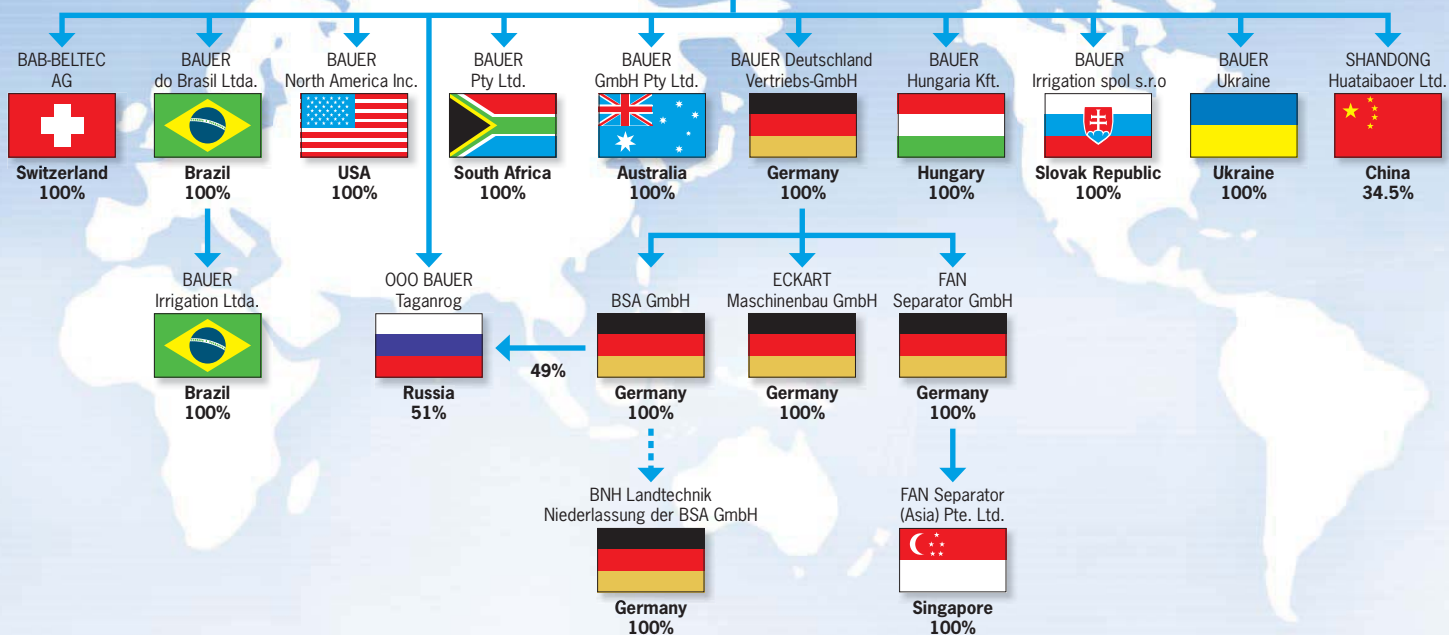 BAB-BELTEC
AG
Switzerland
100%
BAUER
do Brasil Ltda.
Brazil
100%
BAUER
North America Inc.
USA
100%
BAUER
Pty Ltd.
South Africa
100%
BAUER
GmbH Pty Ltd.
Australia
100%
BAUER Deutschland
Vertriebs-GmbH
Germany
100%
BAUER
Hungaria Kft.
Hungary
100%
BAUER
Irrigation spol s.r.o
Slovak Republic
100%
BAUER
Ukraine
Ukraine
100%
SHANDONG
Huataibaoer Ltd.
China
34.5%
BAUER
Irrigation Ltda.
Brazil
100%
OOO BAUER
Taganrog
Russia
51%
49%
BSA GmbH
Germany
100%
ECKART
Maschinenbau GmbH
Germany
100%
FAN
Separator GmbH
Germany
100%
BNH Landtechnik
Niederlassung der BSA GmbH
Germany
100%
FAN Separator
(Asia) Pte. Ltd.
Singapore
100%